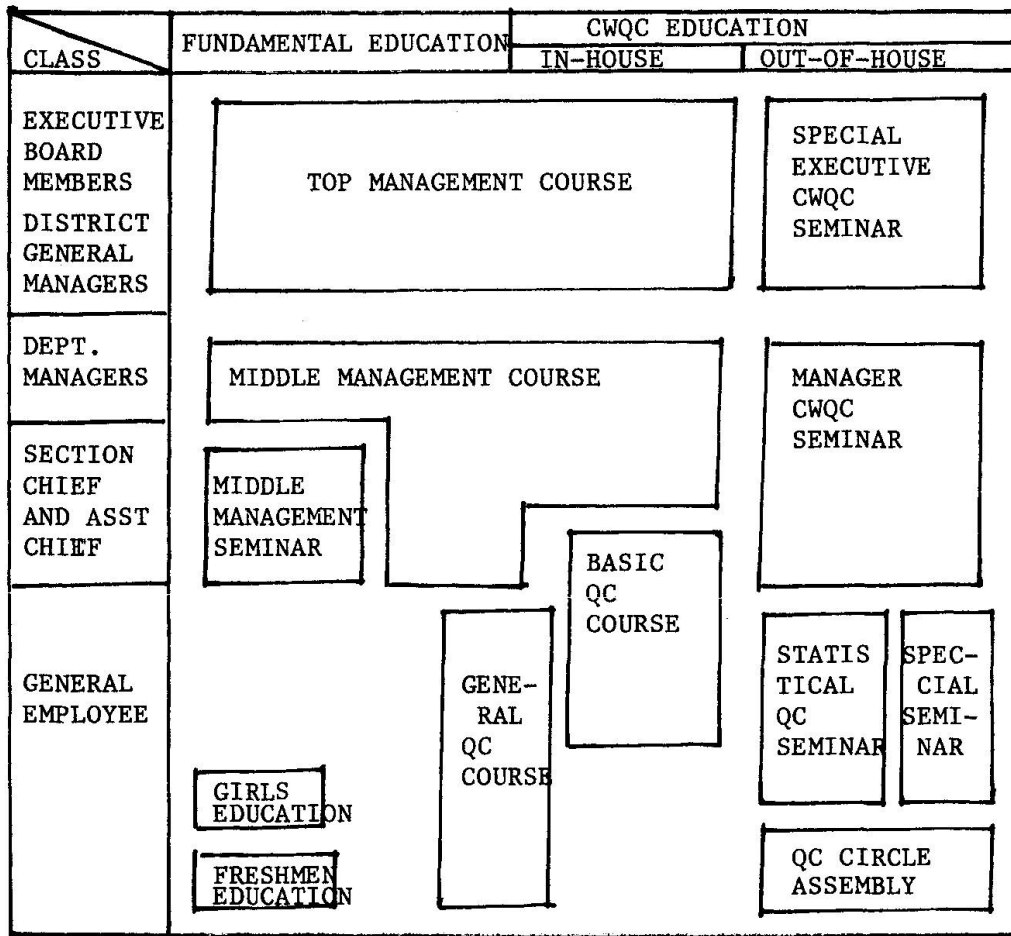 CLASS
FUNDAMENTAL EDUCATION
CWQC EDUCATION
IN-HOUSE
OUT-OF-HOUSE
EXECUTIVE
BOARD
MEMBERS
DISTRICT
GENERAL
MANAGERS
TOP MANAGEMENT COURSE
SPECIAL
EXECUTIVE
CWQC
SEMINAR
DEPT.
MANAGERS
MIDDLE MANAGEMENT COURSE
MANAGER
CWQC
SEMINAR
SECTION
CHIEF
AND ASST
CHIEF
MIDDLE
MANAGEMENT
SEMINAR
BASIC
QC
COURSE
GENERAL
EMPLOYEE
GENE-
RAL
QC
COURSE
STATIS
TICAL
QC
SEMINAR
SPEC-
CIAL
SEMI-
NAR
GIRLS
EDUCATION
FRESHMEN
EDUCATION
QC CIRCLE
ASSEMBLY